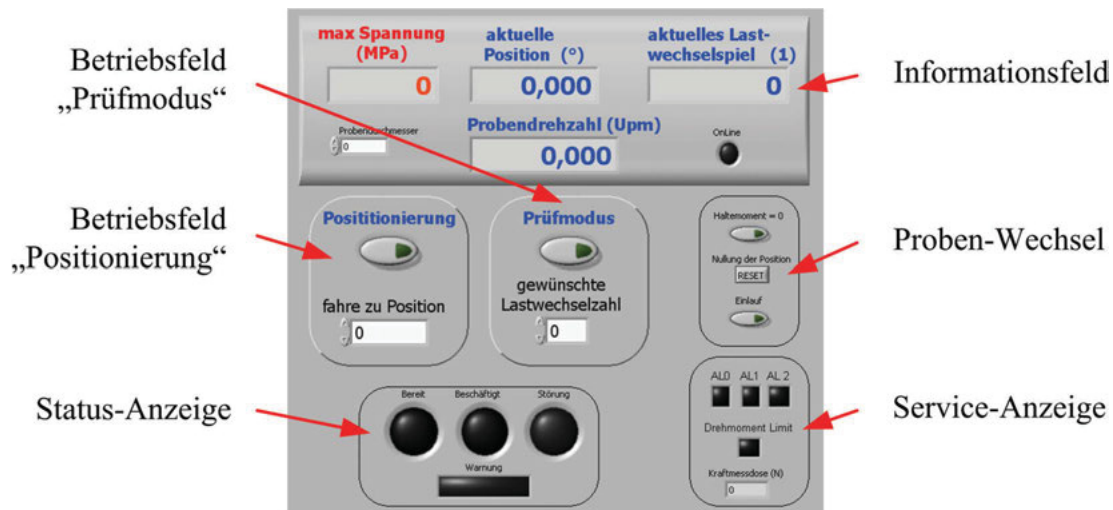 Betriebsfeld
„Prüfmodus“
Betriebsfeld
„Positionierung“
Status-Anzeige
max Spannung
(MPa)
0
aktuelle
Position (°)
0,000
aktuelles Last-
wechselspiel (1)
0
Probendurchmesser
0
Probendrehzahl (Upm)
0,000
OnLine
Posititionierung
fahre zu Position
0
Prüfmodus
gewünschte
Lastwechselzahl
0
Haltemoment = 0
Nullung der Position
RESET
Einlauf
Bereit Beschäftigt Störung
Warnung
AL0 AL1 AL 2
Drehmoment Limit
Kraftmessdose (N)
0
Informationsfeld
Proben-Wechsel
Service-Anzeige